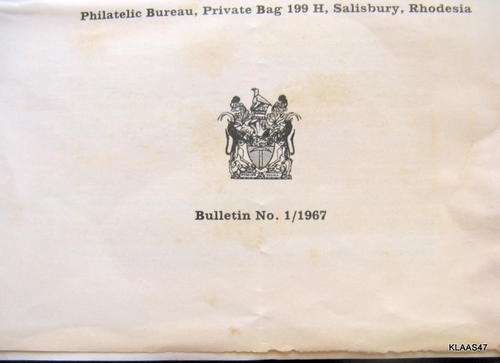 Philatelic Bureau, Private Bag 199 H, Salisbury, Rhodesia
Bulletin No. 1/1967
KLAAS47